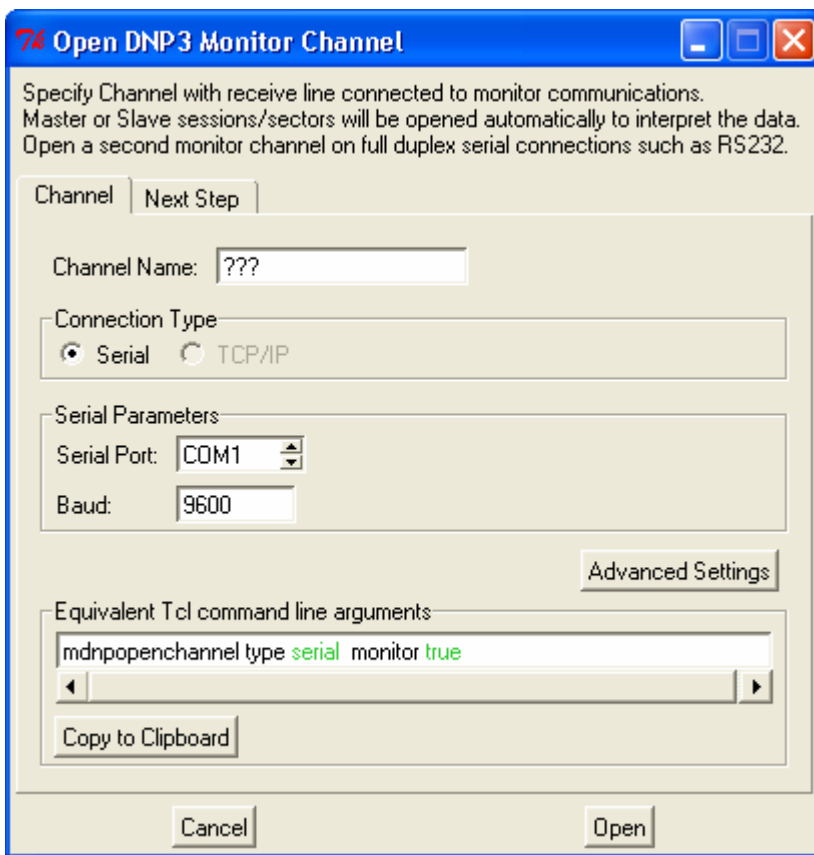 Open DNP3 Monitor Channel
Specify Channel with receive line connected to monitor communications.
Master or Slave sessions/sectors will be opened automatically to interpret the data.
Open a second monitor channel on full duplex serial connections such as RS232.
Channel
Next Step
Channel Name: ???
Connection Type
Serial TCP/IP
Serial Parameters
Serial Port: COM1
Baud: 9600
Advanced Settings
Equivalent Tcl command line arguments
mdnpopenchannel type serial monitor true
Copy to Clipboard
Cancel Open